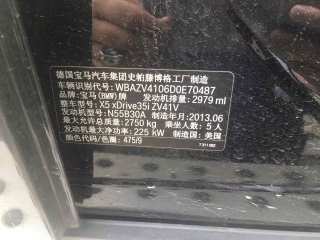 德国宝马汽车集团史帕滕博格工厂制造
车辆识别代号: WBAZV4106D0E70487
发动机排量: 2979 ml
品牌: 宝马(BMW)牌
整车型号: X5 xDrive35i ZV41V
发动机型号: N55B30A 制造年月: 2013.06
最大允许总质量: 2750 kg 乘坐人数: 5 人
发动机最大净功率: 225 kW 制造国: 美国
颜色代码/色圈: 475/9